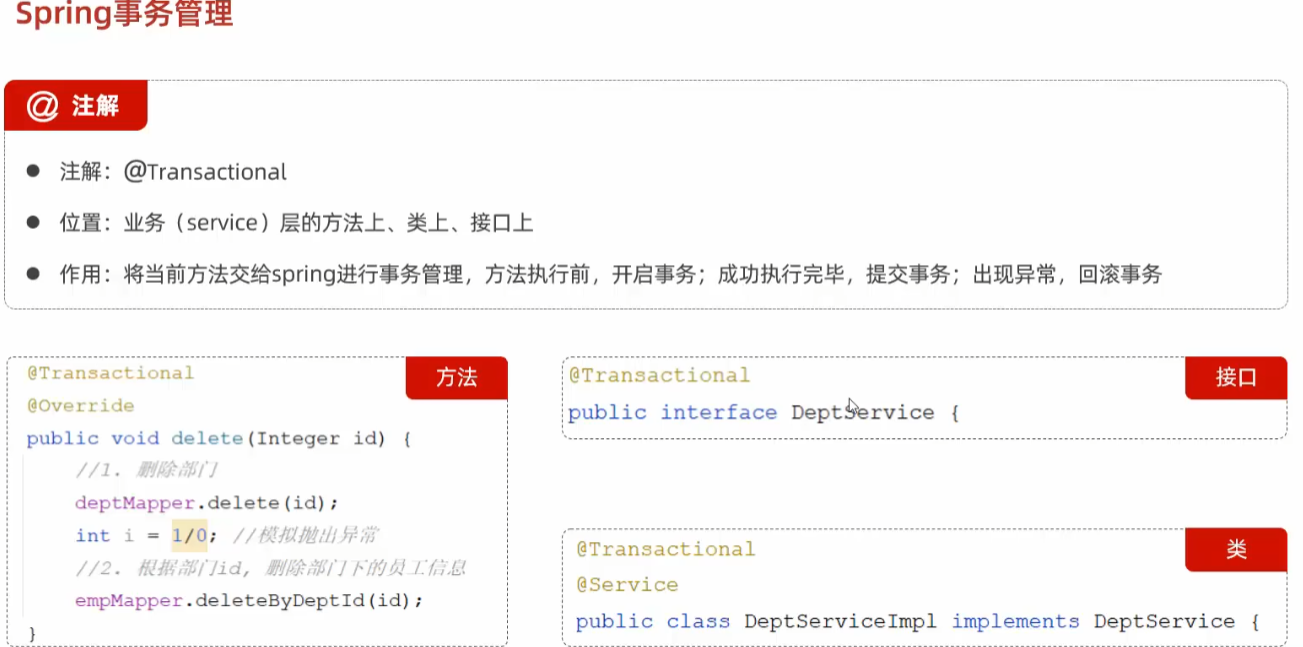 Spring事务管理
@ 注解
● 注解：@Transactional
● 位置：业务（service）层的方法上、类上、接口上
● 作用：将当前方法交给spring进行事务管理，方法执行前，开启事务；成功执行完毕，提交事务；出现异常，回滚事务
方法
@Transactional
@Override
public void delete(Integer id) {
//1. 删除部门
deptMapper.delete(id);
int i = 1/0; //模拟抛出异常
//2. 根据部门id, 删除部门下的员工信息
empMapper.deleteByDeptId(id);
}
接口
@Transactional
public interface DeptService {
类
@Transactional
@Service
public class DeptServiceImpl implements DeptService {